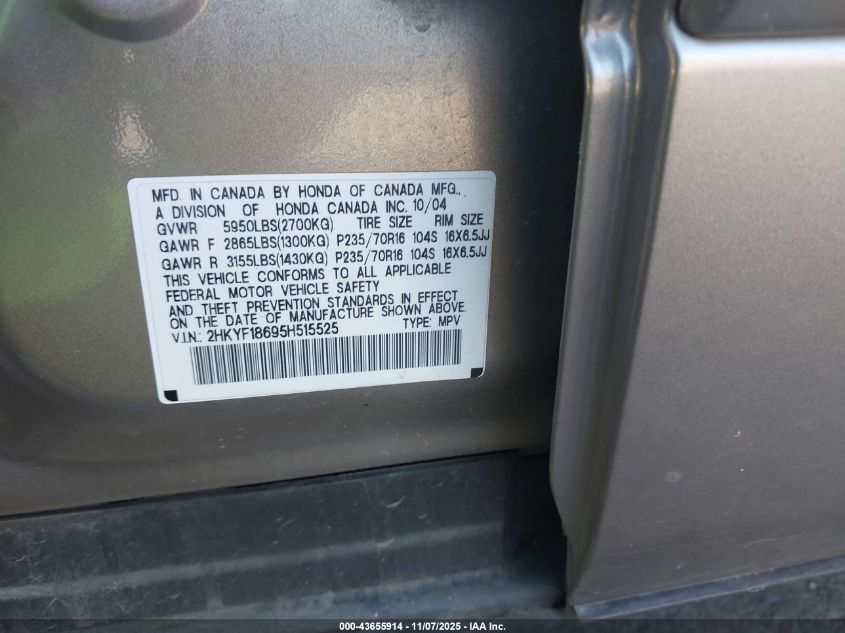 MFD. IN CANADA BY HONDA OF CANADA MFG.,
A DIVISION OF HONDA CANADA INC. 10/04
GVWR 5950LBS(2700KG) TIRE SIZE RIM SIZE
GAWR F 2865LBS(1300KG) P235/70R16 104S 16X6.5JJ
GAWR R 3155LBS(1430KG) P235/70R16 104S 16X6.5JJ
THIS VEHICLE CONFORMS TO ALL APPLICABLE
FEDERAL MOTOR VEHICLE SAFETY
AND THEFT PREVENTION STANDARDS IN EFFECT
ON THE DATE OF MANUFACTURE SHOWN ABOVE.
V.I.N.: 2HKYF18695H515525 TYPE: MPV
000-43655914 - 11/07/2025 - IAA Inc.